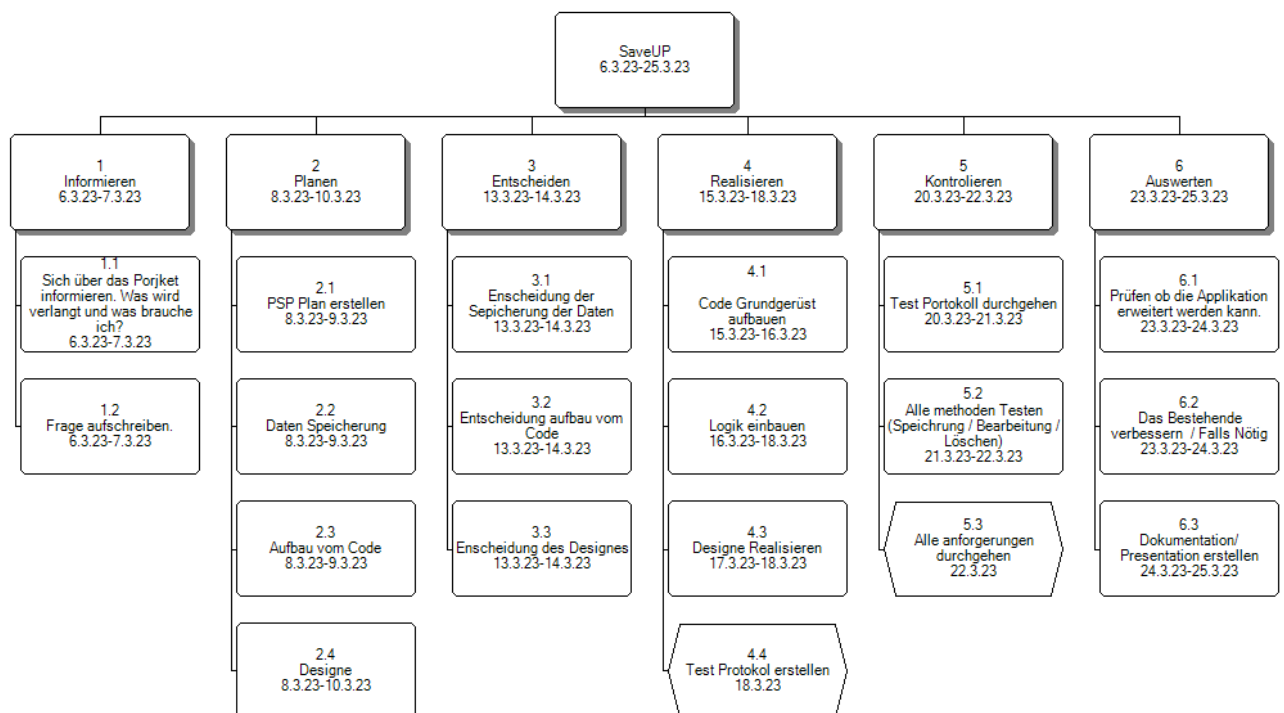 SaveUP
6.3.23-25.3.23
1
Informieren
6.3.23-7.3.23
2
Planen
8.3.23-10.3.23
3
Entscheiden
13.3.23-14.3.23
4
Realisieren
15.3.23-18.3.23
5
Kontrolieren
20.3.23-22.3.23
6
Auswerten
23.3.23-25.3.23
1.1
Sich über das Porjket
informieren. Was wird
verlangt und was brauche
ich?
6.3.23-7.3.23
1.2
Frage aufschreiben.
6.3.23-7.3.23
2.1
PSP Plan erstellen
8.3.23-9.3.23
2.2
Daten Speicherung
8.3.23-9.3.23
2.3
Aufbau vom Code
8.3.23-9.3.23
2.4
Designe
8.3.23-10.3.23
3.1
Enscheidung der
Sepicherung der Daten
13.3.23-14.3.23
3.2
Entscheidung aufbau vom
Code
13.3.23-14.3.23
3.3
Enscheidung des Designes
13.3.23-14.3.23
4.1
Code Grundgerüst
aufbauen
15.3.23-16.3.23
4.2
Logik einbauen
16.3.23-18.3.23
4.3
Designe Realisieren
17.3.23-18.3.23
4.4
Test Protokol erstellen
18.3.23
5.1
Test Portokoll durchgehen
20.3.23-21.3.23
5.2
Alle methoden Testen
(Speichrung / Bearbeitung /
Löschen)
21.3.23-22.3.23
5.3
Alle anforgerungen
durchgehen
22.3.23
6.1
Prüfen ob die Applikation
erweitert werden kann.
23.3.23-24.3.23
6.2
Das Bestehende
verbessern / Falls Nötig
23.3.23-24.3.23
6.3
Dokumentation/
Presentation erstellen
24.3.23-25.3.23